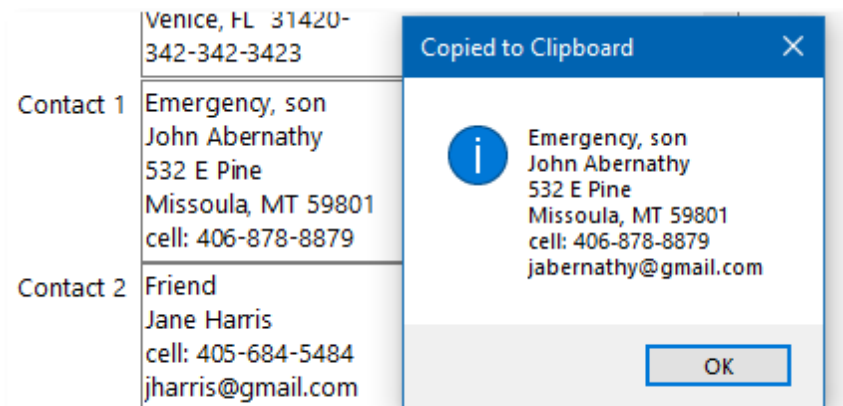 Venice, FL 31420-
342-342-3423
Contact 1
Emergency, son
John Abernathy
532 E Pine
Missoula, MT 59801
cell: 406-878-8879
Contact 2
Friend
Jane Harris
cell: 405-684-5484
jharris@gmail.com
Copied to Clipboard
Emergency, son
John Abernathy
532 E Pine
Missoula, MT 59801
cell: 406-878-8879
jabernathy@gmail.com
OK